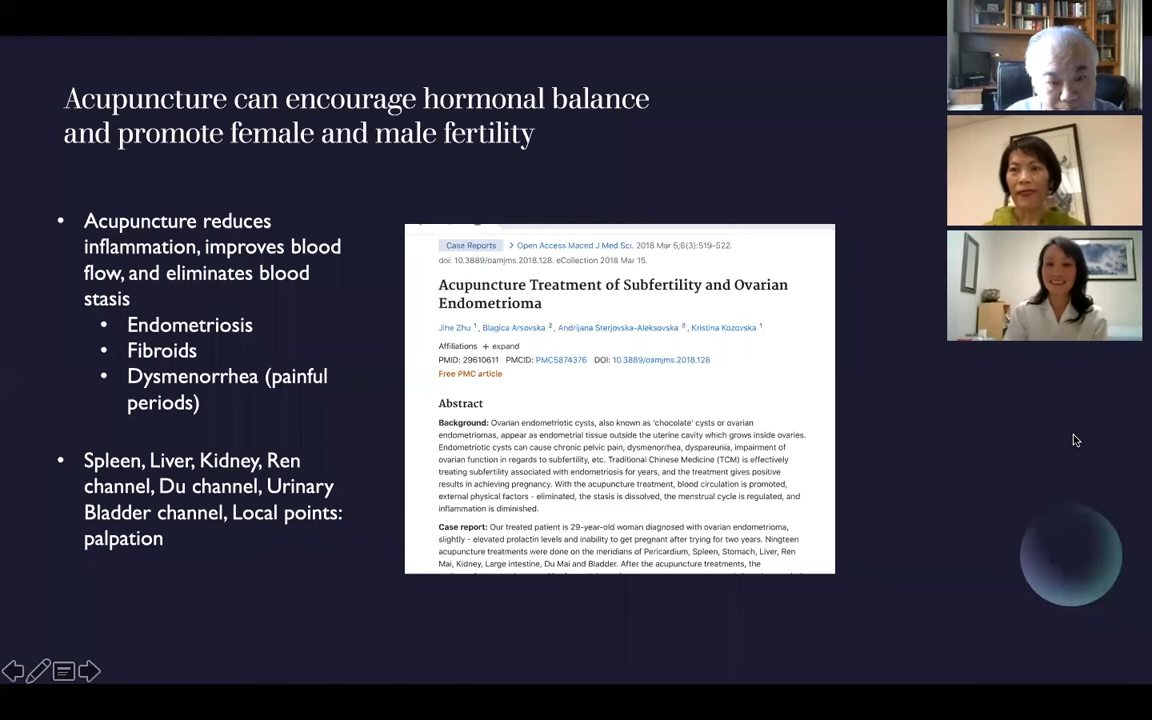 Acupuncture can encourage hormonal balance
and promote female and male fertility
• Acupuncture reduces
inflammation, improves blood
flow, and eliminates blood
stasis
• Endometriosis
• Fibroids
• Dysmenorrhea (painful
periods)
• Spleen, Liver, Kidney, Ren
channel, Du channel, Urinary
Bladder channel, Local points:
palpation
Case Reports > Open Access Maced J Med Sci. 2018 Mar 5;6(3):519-522.
doi: 10.3889/oamjms.2018.128. eCollection 2018 Mar 15.
Acupuncture Treatment of Subfertility and Ovarian
Endometrioma
Jihe Zhu 1, Blagica Arsovska 2, Andrijana Sterjovska-Aleksovska 3, Kristina Kozovska 1
Affiliations + expand
PMID: 29610611 PMCID: PMC5874376 DOI: 10.3889/oamjms.2018.128
Free PMC article
Abstract
Background: Ovarian endometriotic cysts, also known as 'chocolate' cysts or ovarian
endometriomas, appear as endometrial tissue outside the uterine cavity which grows inside ovaries.
Endometriotic cysts can cause chronic pelvic pain, dysmenorrhea, dyspareunia, impairment of
ovarian function in regards to subfertility, etc. Traditional Chinese Medicine (TCM) is effectively
treating subfertility associated with endometriosis for years, and the treatment gives positive
results in achieving pregnancy. With the acupuncture treatment, blood circulation is promoted,
external physical factors - eliminated, the stasis is dissolved, the menstrual cycle is regulated, and
inflammation is diminished.
Case report: Our treated patient is 29-year-old woman diagnosed with ovarian endometrioma,
slightly - elevated prolactin levels and inability to get pregnant after trying for two years. Ningteen
acupuncture treatments were done on the meridians of Pericardium, Spleen, Stomach, Liver, Ren
Mai, Kidney, Large intestine, Du Mai and Bladder. After the acupuncture treatments, the